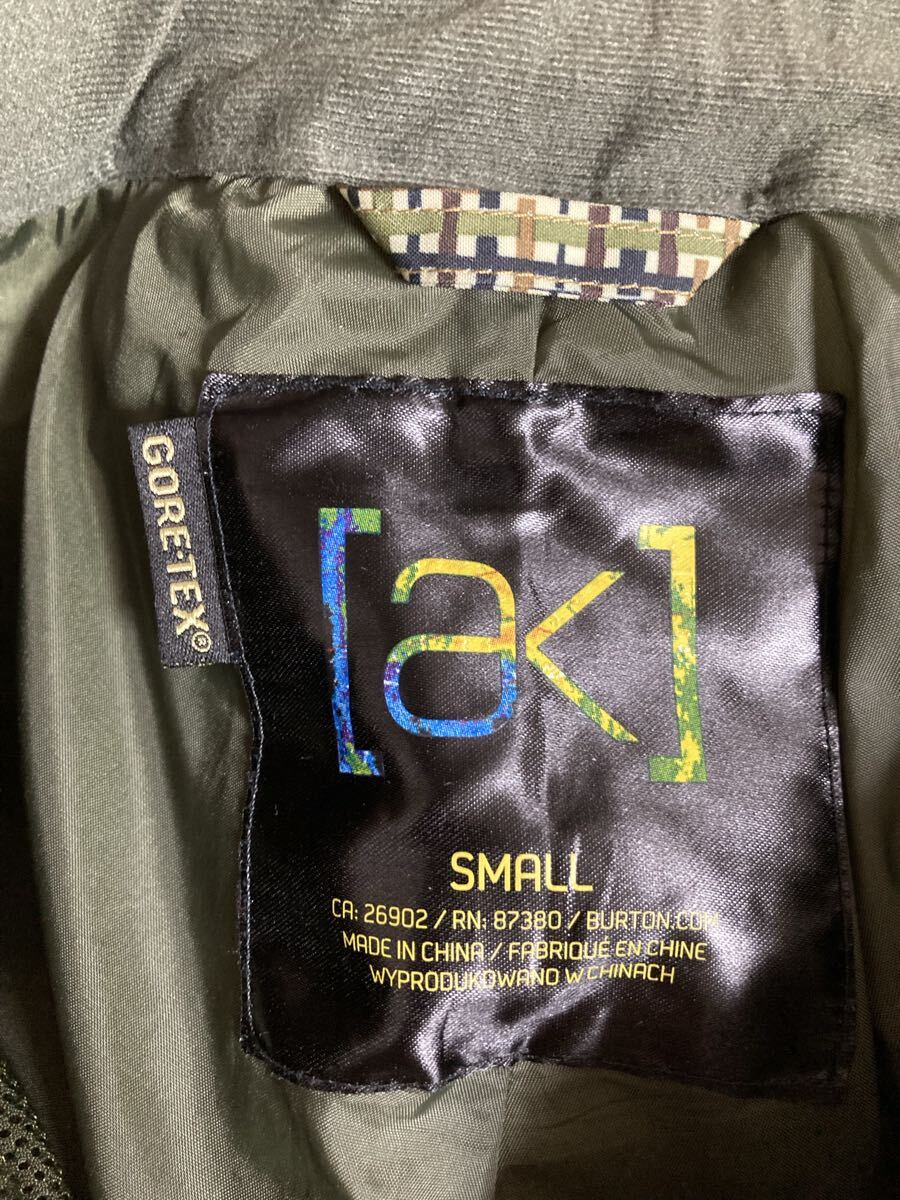 GORE-TEX®
[ak]
SMALL
CA: 26902 / RN: 87380 / BURTON.COM
MADE IN CHINA / FABRIQUÉ EN CHINE
WYPRODUKOWANO W CHINACH